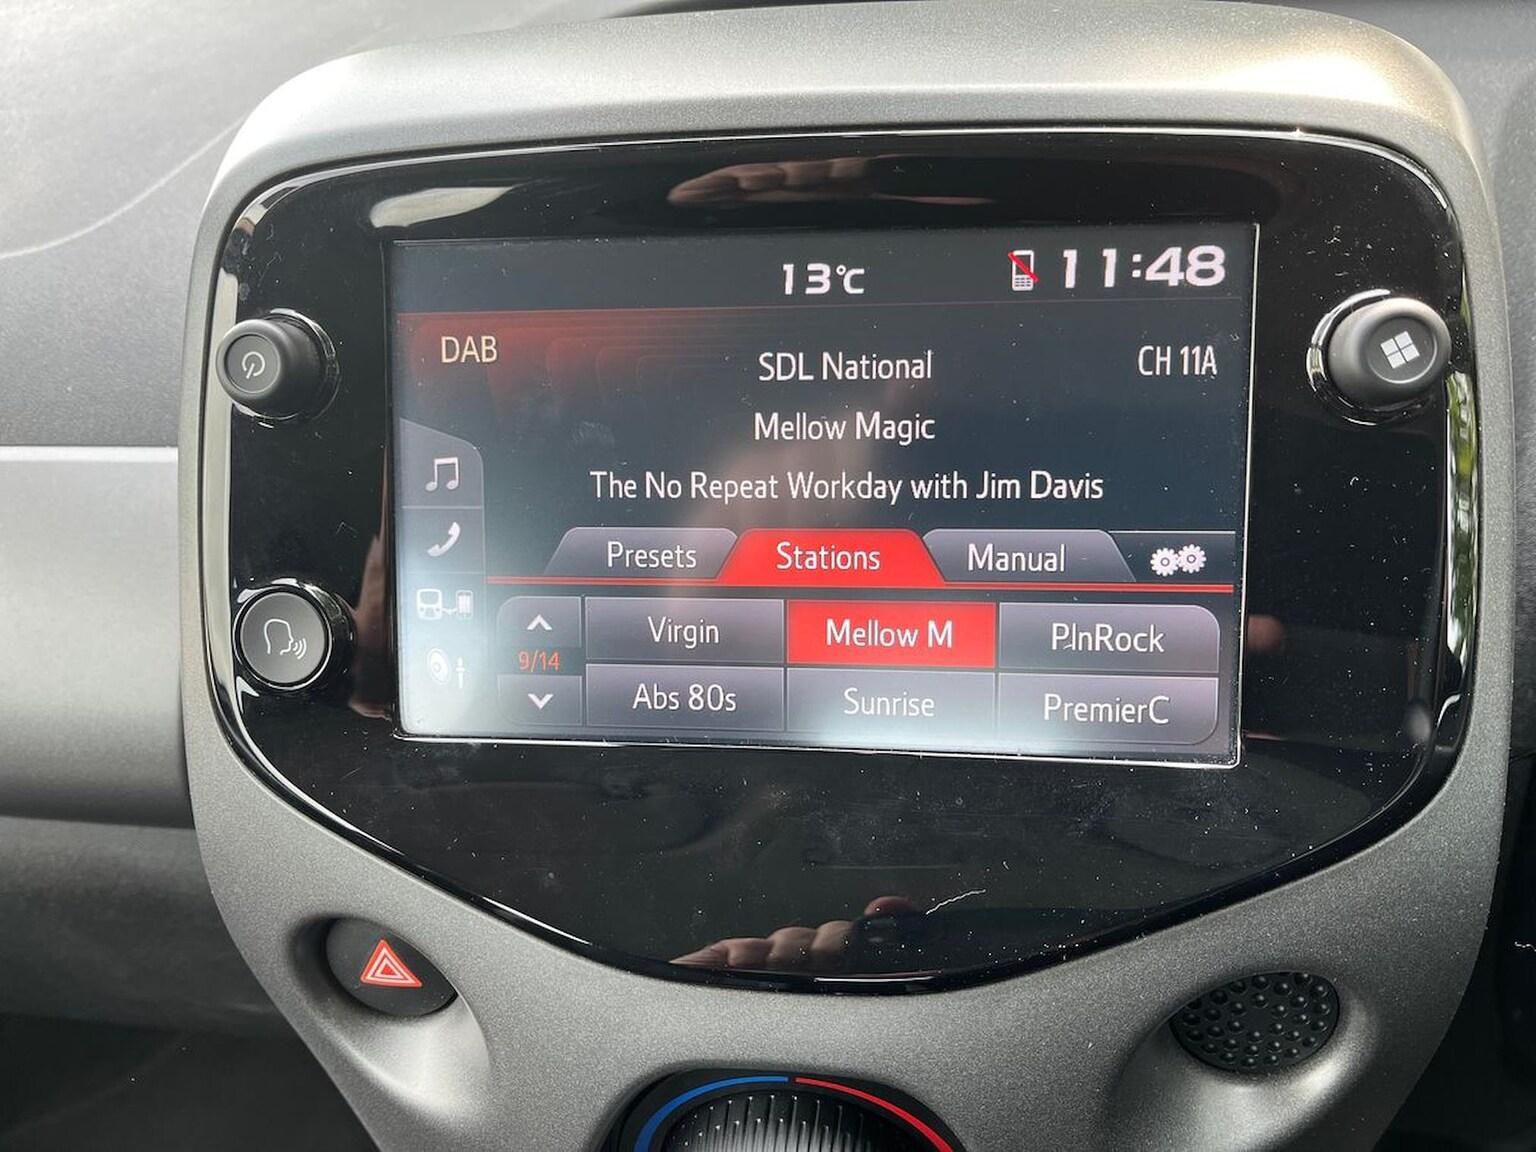 13°C 11:48
DAB SDL National CH 11A
Mellow Magic
The No Repeat Workday with Jim Davis
Presets Stations Manual
Virgin Mellow M PlnRock
9/14
Abs 80s Sunrise PremierC